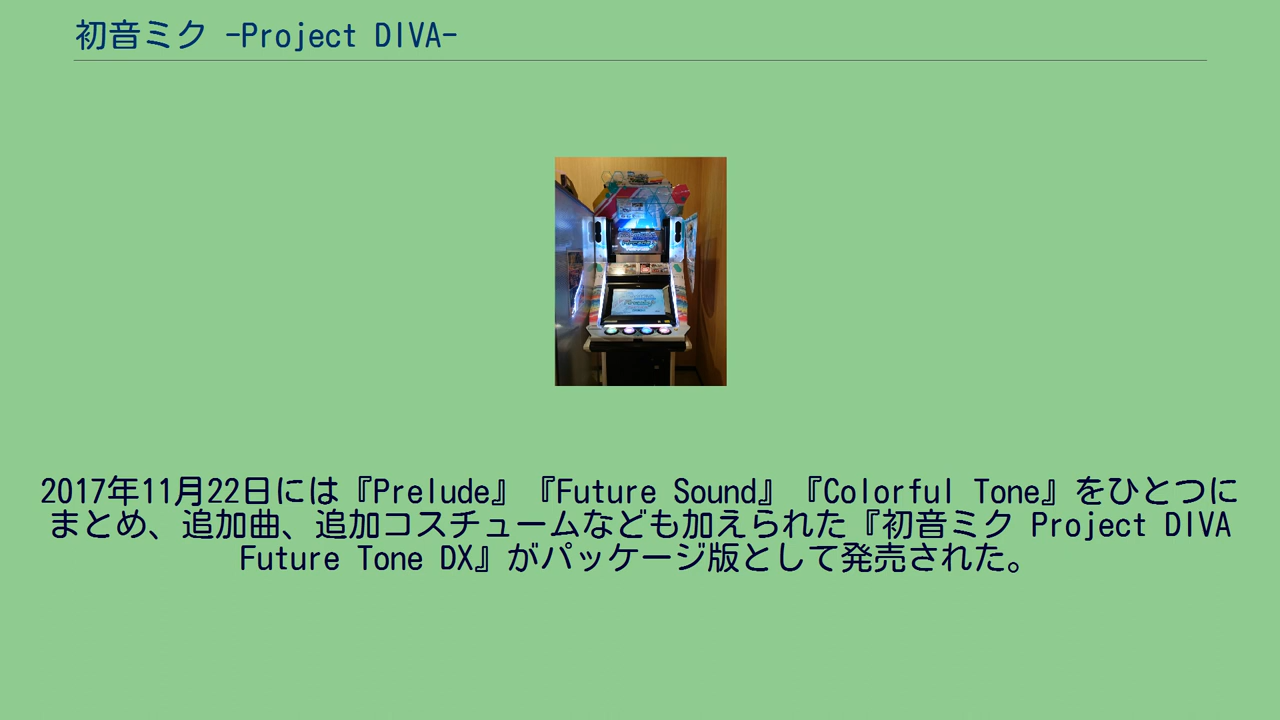 初音ミク -Project DIVA-
2017年11月22日には『Prelude』『Future Sound』『Colorful Tone』をひとつに
まとめ、追加曲、追加コスチュームなども加えられた『初音ミク Project DIVA
Future Tone DX』がパッケージ版として発売された。